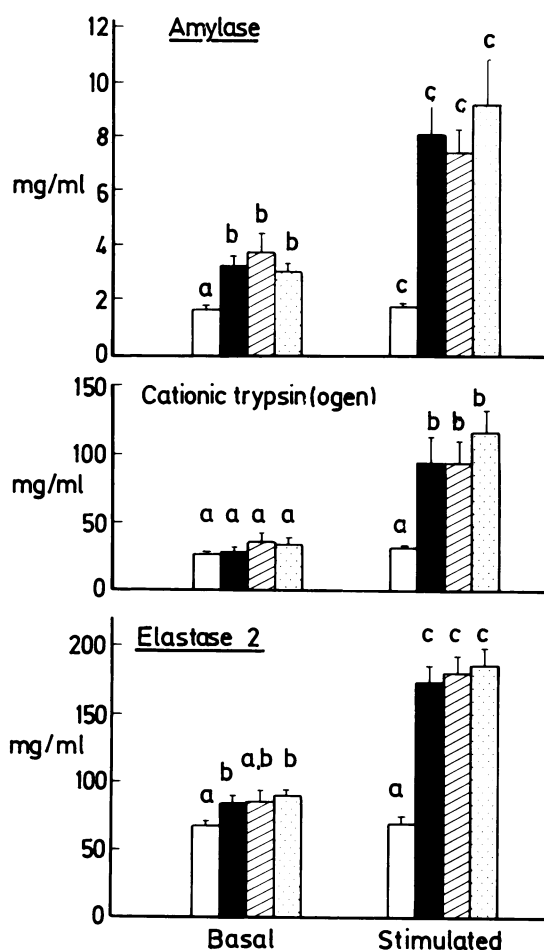 Amylase
12
10
8
6
4
2
0
mg/ml
a b b b
c c c c
Cationic trypsin(ogen)
150
100
50
0
mg/ml
a a a a
a b b b
Elastase 2
200
150
100
50
0
mg/ml
a b a,b b
a c c c
Basal Stimulated